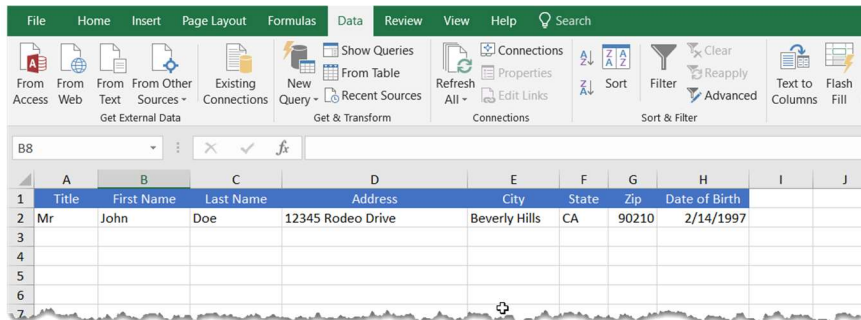 File Home Insert Page Layout Formulas Data Review View Help Search
Show Queries
From Table
Recent Sources
Connections
Properties
Edit Links
Clear
Reapply
Advanced
From Access
From Web
From Text
From Other Sources
Existing Connections
New Query
Refresh All
Sort
Filter
Text to Columns
Flash Fill
Get External Data Get & Transform Connections Sort & Filter
B8 fx
A B C D E F G H I J
1 Title First Name Last Name Address City State Zip Date of Birth
2 Mr John Doe 12345 Rodeo Drive Beverly Hills CA 90210 2/14/1997
3
4
5
6
7